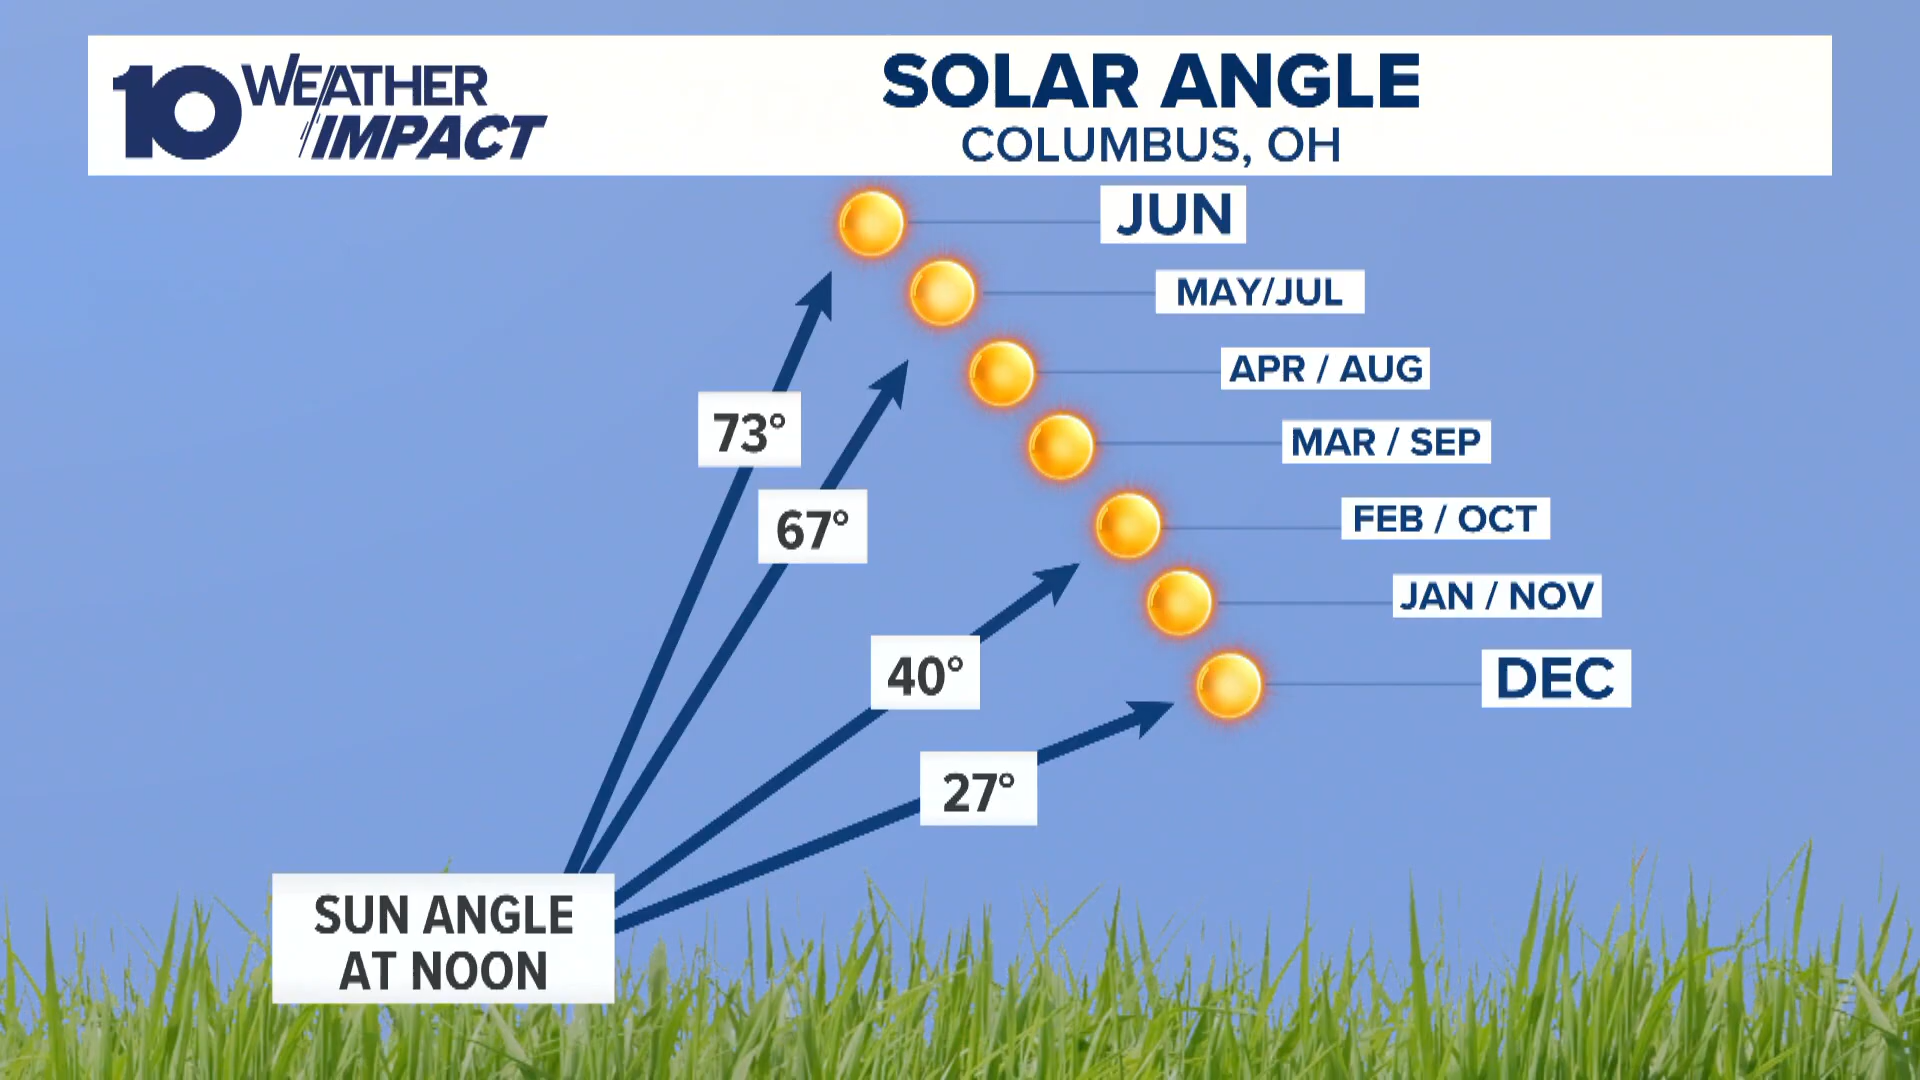 10 WEATHER
IMPACT
SOLAR ANGLE
COLUMBUS, OH
JUN
MAY/JUL
APR / AUG
MAR / SEP
FEB / OCT
JAN / NOV
DEC
73°
67°
40°
27°
SUN ANGLE
AT NOON